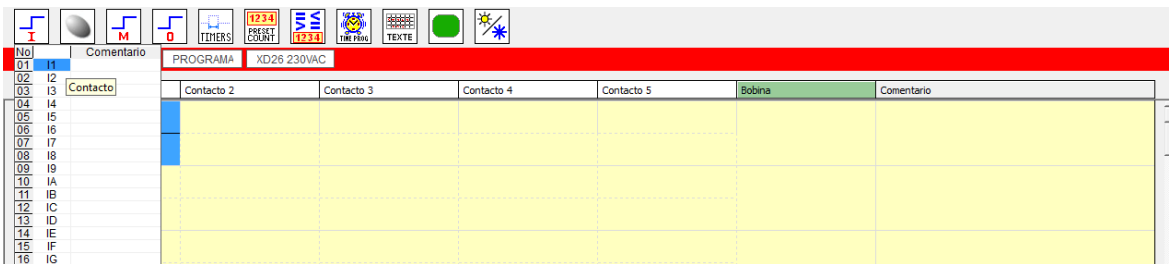 I M O TIMERS 1234 PRESET COUNT 1234 TIME PROG TEXTE
No Comentario PROGRAMA XD26 230VAC
01 I1
02 I2
03 I3 Contacto Contacto 2 Contacto 3 Contacto 4 Contacto 5 Bobina Comentario
04 I4
05 I5
06 I6
07 I7
08 I8
09 I9
10 IA
11 IB
12 IC
13 ID
14 IE
15 IF
16 IG